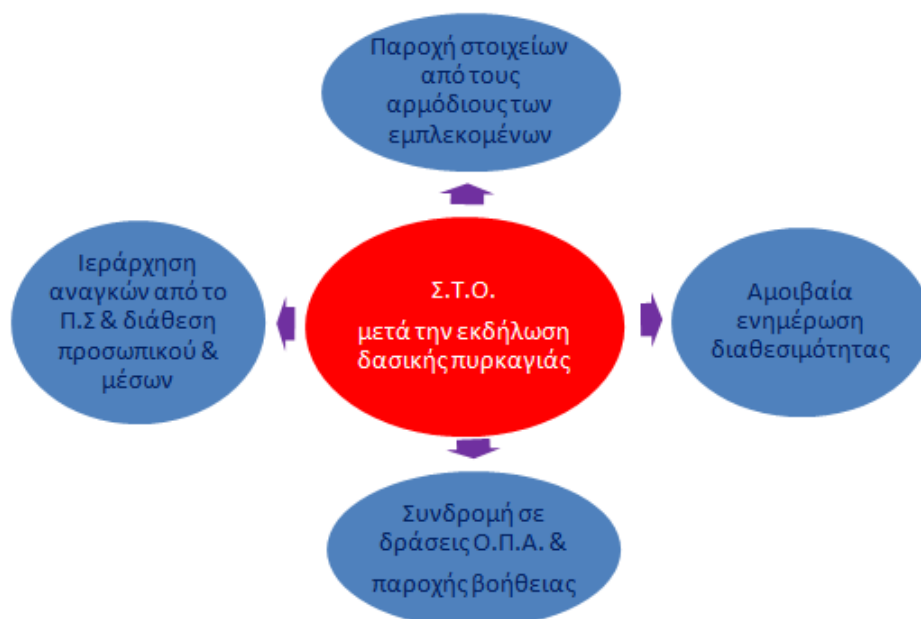 Παροχή στοιχείων
από τους
αρμόδιους των
εμπλεκομένων
Ιεράρχηση
αναγκών από το
Π.Σ & διάθεση
προσωπικού &
μέσων
Σ.Τ.Ο.
μετά την εκδήλωση
δασικής πυρκαγιάς
Αμοιβαία
ενημέρωση
διαθεσιμότητας
Συνδρομή σε
δράσεις Ο.Π.Α. &
παροχής βοήθειας